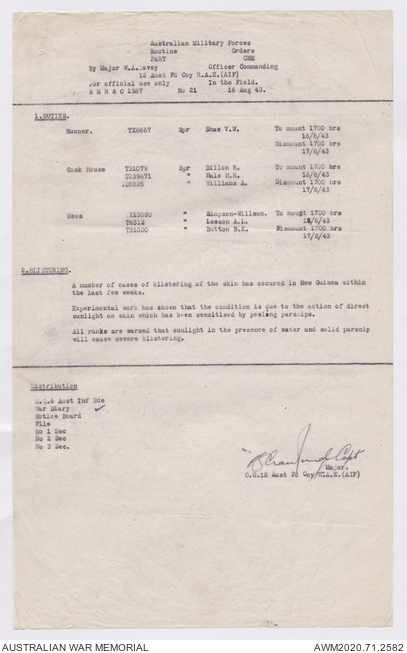 Australian Military Forces
Routine Orders
PART ONE
By Major W.A.Davey Officer Commanding
12 Aust Fd Coy R.A.E.(AIF)
For official use only In the Field.
A M R & O 1587 No 21 16 Aug 43.
1.DUTIES.
Runner. TX6667 Spr Shaw V.W. To mount 1700 hrs
16/8/43
Dismount 1700 hrs
17/8/43
Cook House T31079 Spr Dillon R. To mount 1700 hrs
" Hale H.R. 16/8/43
" Williams A. Dismount 1700 hrs
17/8/43
Mess " Simpson-Willson. To mount 1700 hrs
T6512 " Leeson A.L. 16/8/43
T31000 " Button B.K. Dismount 1700 hrs
17/8/43
2.BLISTERING.
A number of cases of blistering of the skin has occured in New Guinea within
the last few weeks.
Experimental work has shown that the condition is due to the action of direct
sunlight on skin which has been sensitised by peeling parsnips.
All ranks are warned that sunlight in the presence of water and solid parsnip
will cause severe blistering.
Distribution
H.Q.6 Aust Inf Bde
War Diary
Notice Board
File
No 1 Sec
No 2 Sec
No 3 Sec.
Capt
Major.
O.C.12 Aust Fd Coy R.A.E.(AIF)
AUSTRALIAN WAR MEMORIAL AWM2020.71.2582